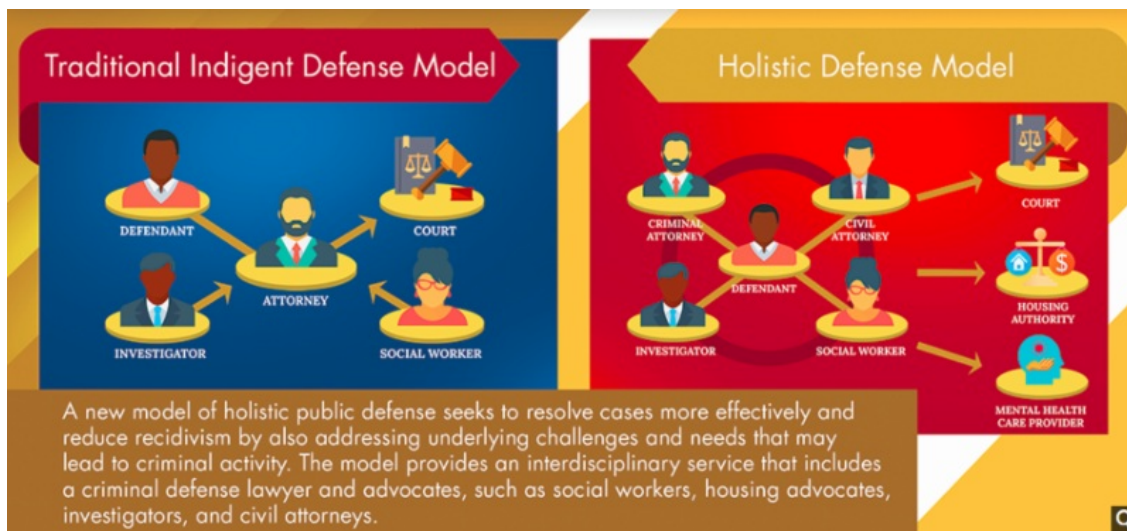 Traditional Indigent Defense Model
DEFENDANT
COURT
ATTORNEY
INVESTIGATOR
SOCIAL WORKER
Holistic Defense Model
CRIMINAL
ATTORNEY
CIVIL
ATTORNEY
COURT
DEFENDANT
HOUSING
AUTHORITY
INVESTIGATOR
SOCIAL WORKER
MENTAL HEALTH
CARE PROVIDER
A new model of holistic public defense seeks to resolve cases more effectively and
reduce recidivism by also addressing underlying challenges and needs that may
lead to criminal activity. The model provides an interdisciplinary service that includes
a criminal defense lawyer and advocates, such as social workers, housing advocates,
investigators, and civil attorneys.